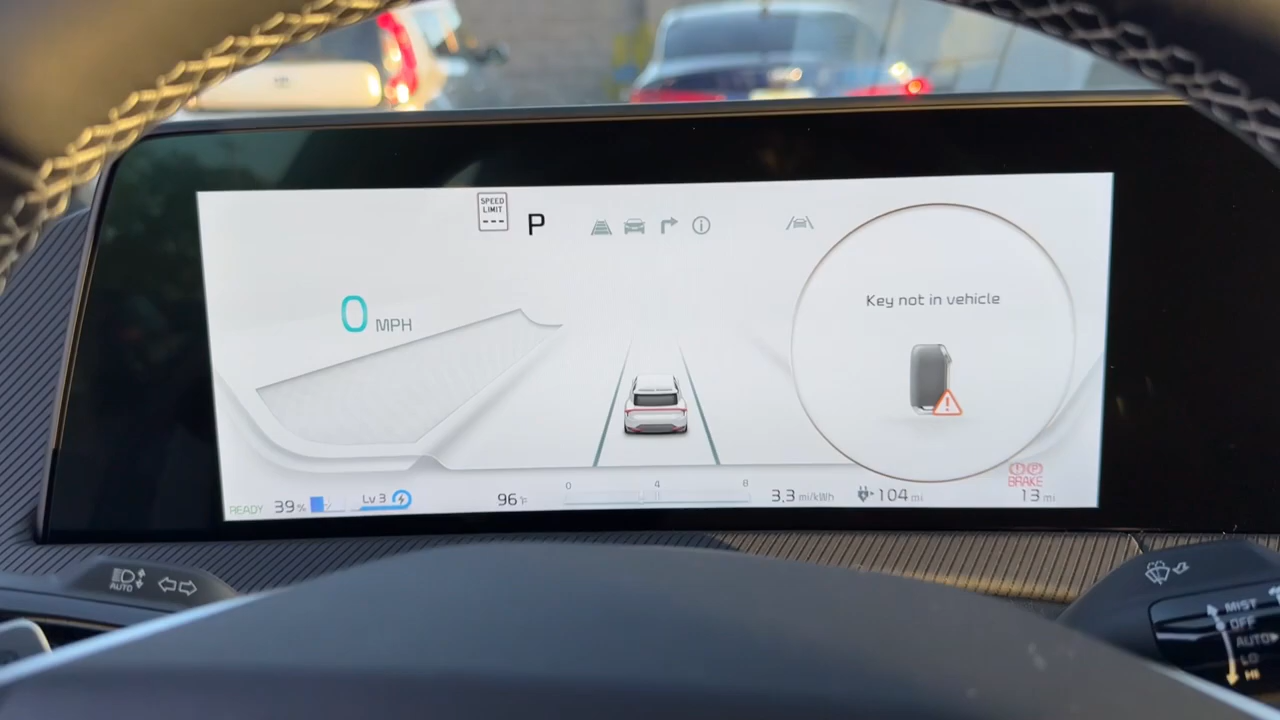 SPEED
LIMIT
---
P
0 MPH
Key not in vehicle
0 4 8
BRAKE
READY 39% Lv 3 96°F 3.3 mi/kWh 104 mi 13 mi
AUTO
MIST
OFF
AUTO
LO
HI